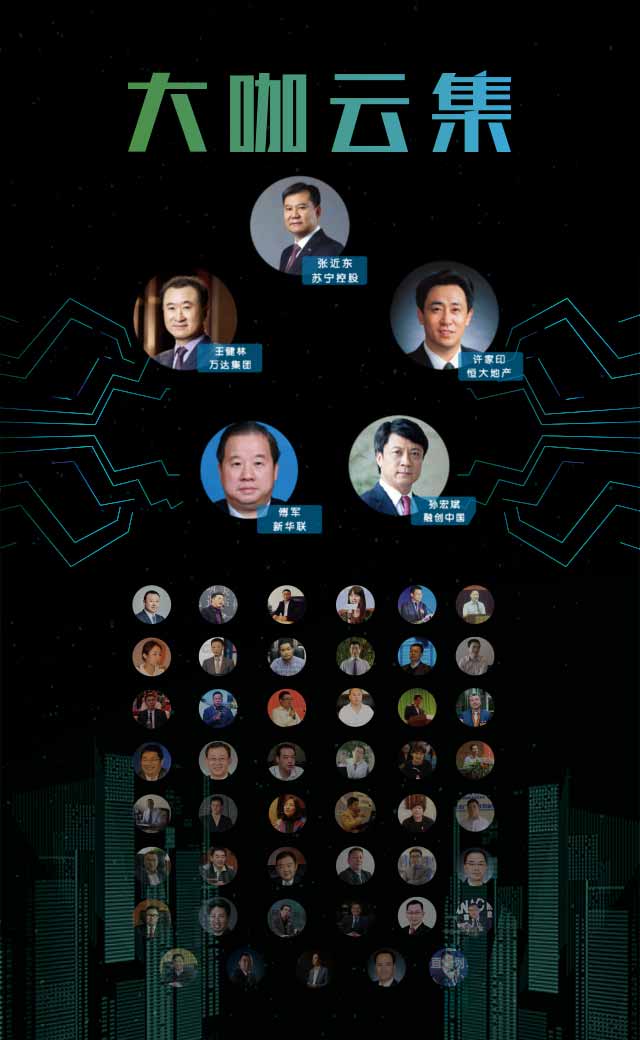 大咖云集
张近东
苏宁控股
王健林
万达集团
许家印
恒大地产
傅军
新华联
孙宏斌
融创中国